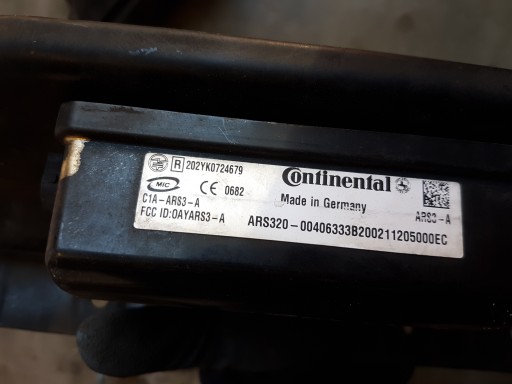 R 202YK0724679
MIC CE 0682
C1A-ARS3-A
FCC ID:OAYARS3-A
Continental
Made in Germany
ARS3-A
ARS320-00406333B200211205000EC